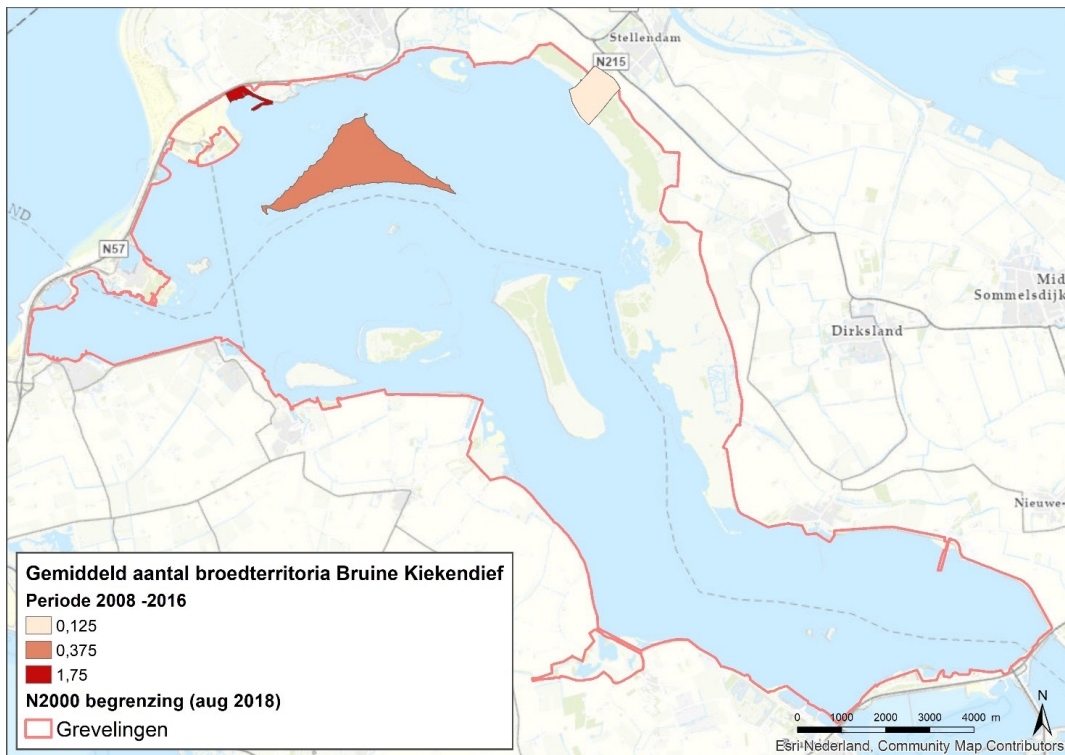 Stellendam
N215
ND
N57
Mid
Sommelsdijk
Dirksland
Nieuwe-
Gemiddeld aantal broedterritoria Bruine Kiekendief
Periode 2008 -2016
0,125
0,375
1,75
N2000 begrenzing (aug 2018)
Grevelingen
N
0 1000 2000 3000 4000 m
Esri Nederland, Community Map Contributors